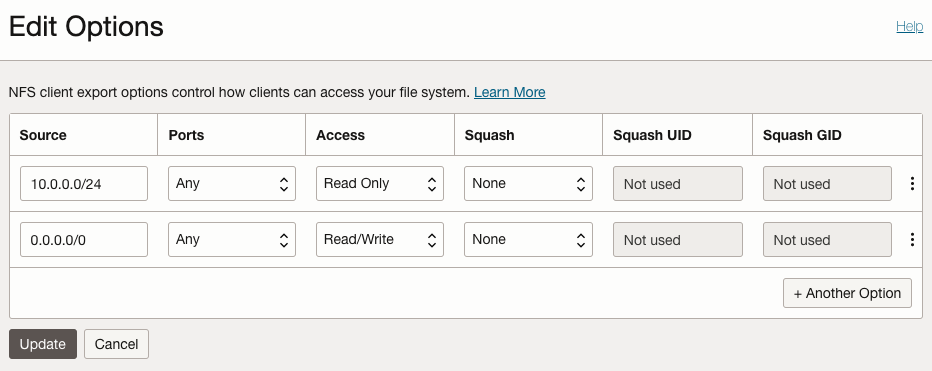 Edit Options
Help
NFS client export options control how clients can access your file system. Learn More
Source Ports Access Squash Squash UID Squash GID
10.0.0.0/24 Any Read Only None Not used Not used
0.0.0.0/0 Any Read/Write None Not used Not used
+ Another Option
Update Cancel